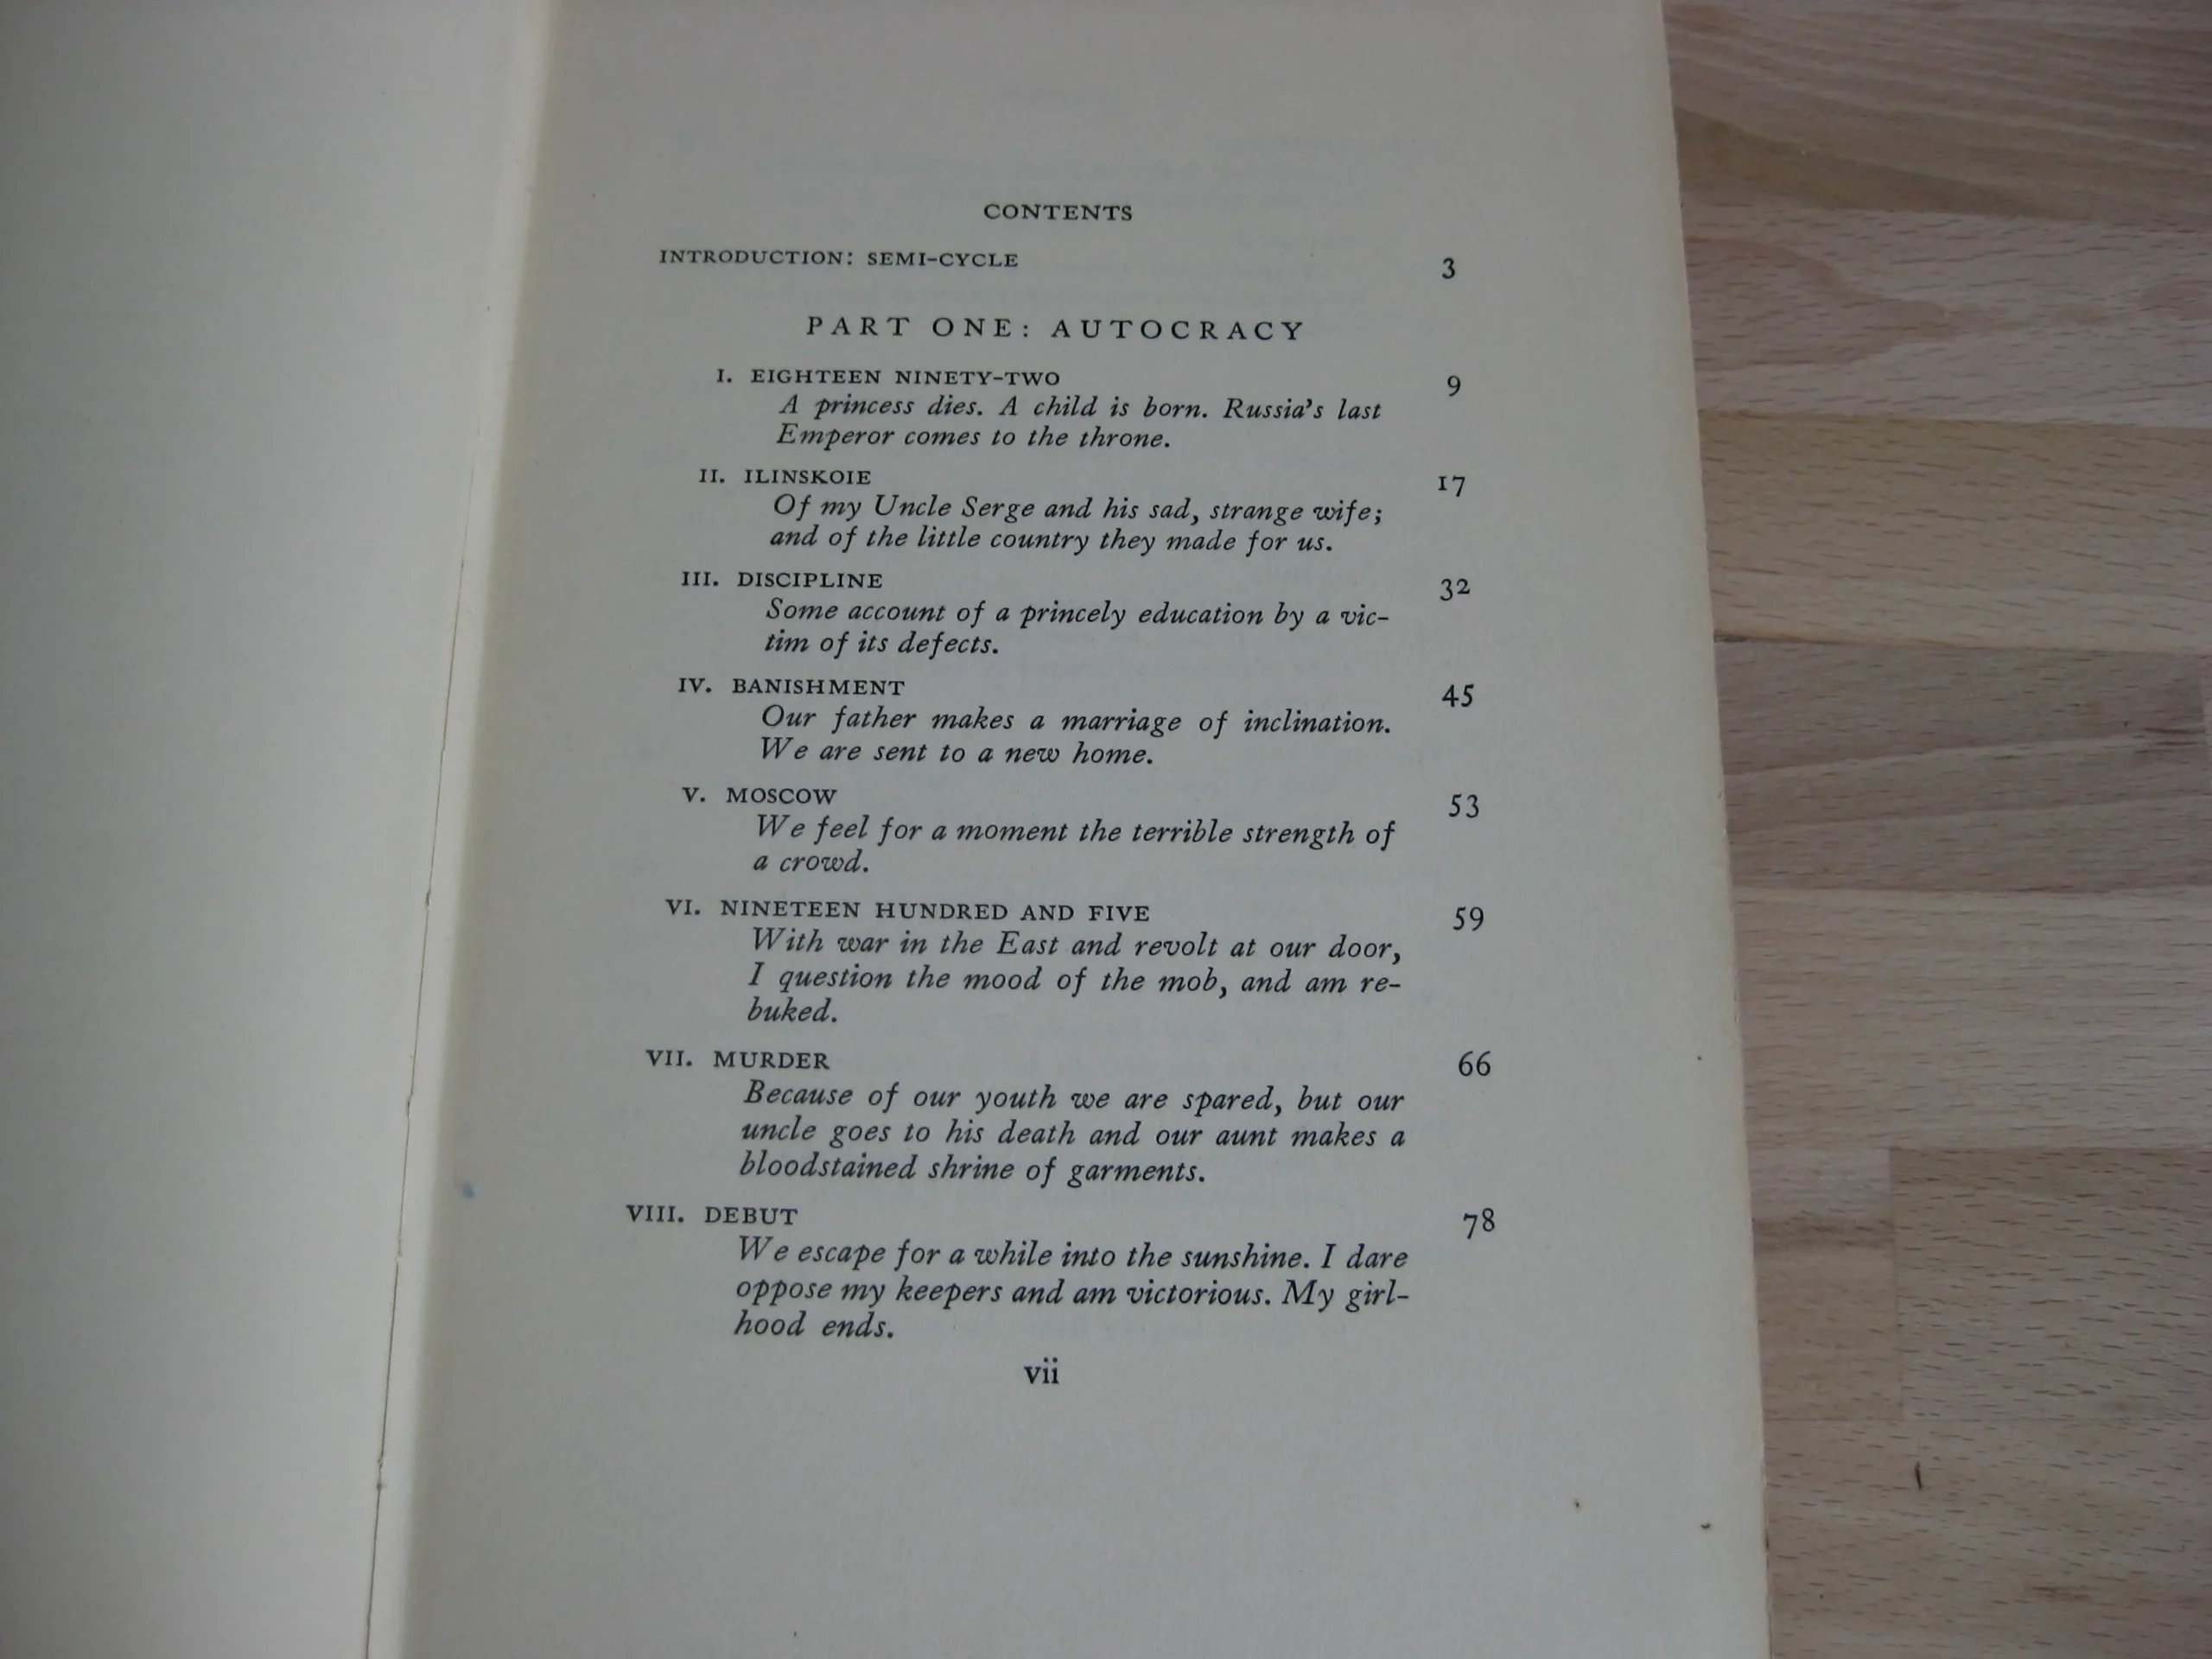 CONTENTS
INTRODUCTION: SEMI-CYCLE 3
PART ONE: AUTOCRACY
I. EIGHTEEN NINETY-TWO 9
A princess dies. A child is born. Russia's last
Emperor comes to the throne.
II. ILINSKOIE 17
Of my Uncle Serge and his sad, strange wife;
and of the little country they made for us.
III. DISCIPLINE 32
Some account of a princely education by a vic-
tim of its defects.
IV. BANISHMENT 45
Our father makes a marriage of inclination.
We are sent to a new home.
V. MOSCOW 53
We feel for a moment the terrible strength of
a crowd.
VI. NINETEEN HUNDRED AND FIVE 59
With war in the East and revolt at our door,
I question the mood of the mob, and am re-
buked.
VII. MURDER 66
Because of our youth we are spared, but our
uncle goes to his death and our aunt makes a
bloodstained shrine of garments.
VIII. DEBUT 78
We escape for a while into the sunshine. I dare
oppose my keepers and am victorious. My girl-
hood ends.
vii